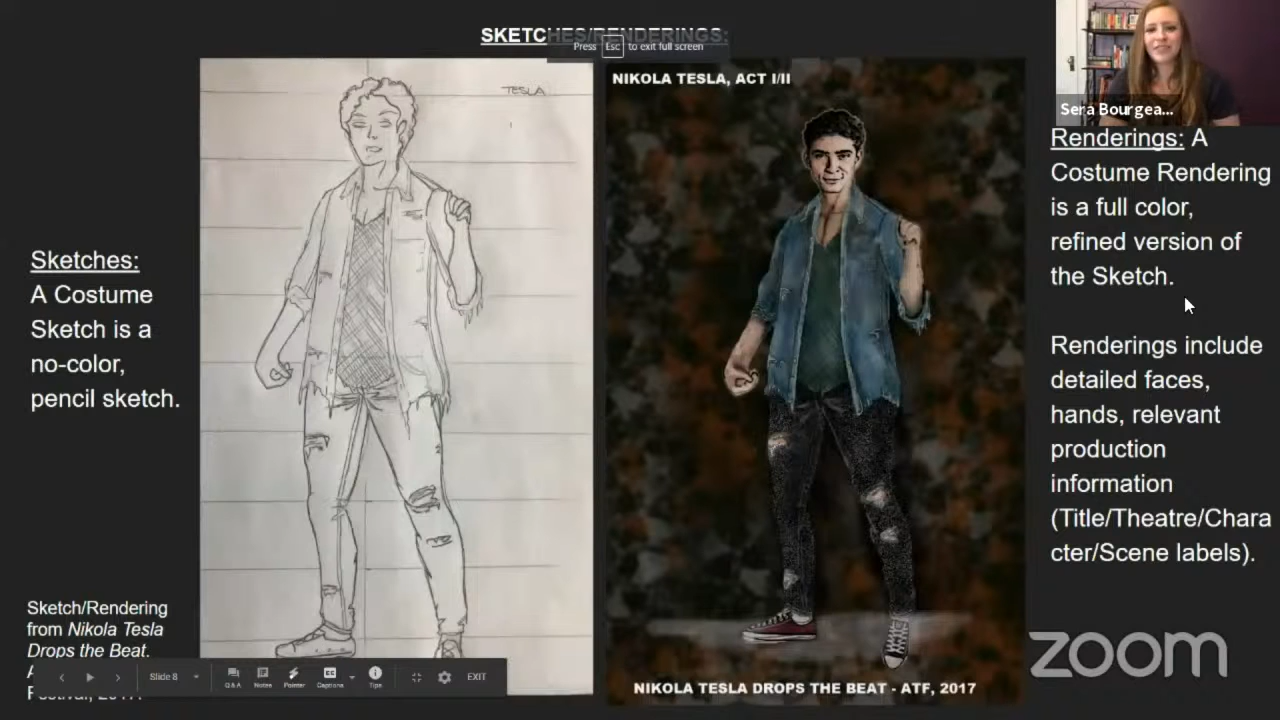 SKETCHES/RENDERINGS:
Press Esc to exit full screen
Sera Bourgea...
TESLA
NIKOLA TESLA, ACT I/II
Sketches:
A Costume
Sketch is a
no-color,
pencil sketch.
Renderings: A
Costume Rendering
is a full color,
refined version of
the Sketch.
Renderings include
detailed faces,
hands, relevant
production
information
(Title/Theatre/Chara
cter/Scene labels).
Sketch/Rendering
from Nikola Tesla
Drops the Beat,
Slide 8
Q & A
Notes
Pointer
Captions
Tips
EXIT
NIKOLA TESLA DROPS THE BEAT - ATF, 2017
zoom